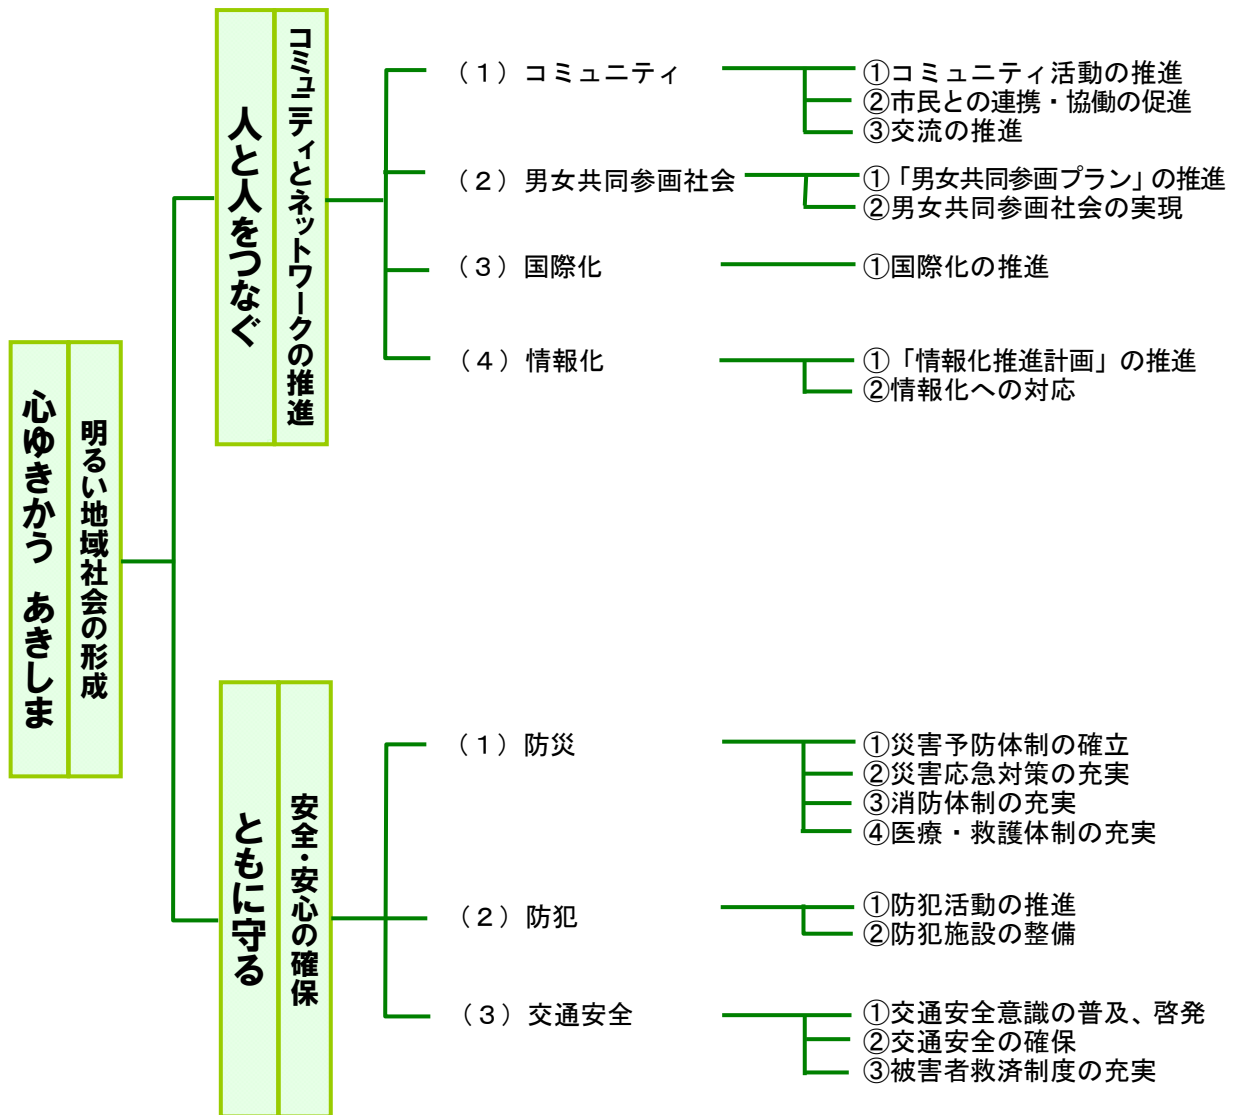 心ゆきかう　あきしま
明るい地域社会の形成
人と人をつなぐ
コミュニティとネットワークの推進
（１）コミュニティ
①コミュニティ活動の推進
②市民との連携・協働の促進
③交流の推進
（２）男女共同参画社会
①「男女共同参画プラン」の推進
②男女共同参画社会の実現
（３）国際化
①国際化の推進
（４）情報化
①「情報化推進計画」の推進
②情報化への対応
ともに守る
安全・安心の確保
（１）防災
①災害予防体制の確立
②災害応急対策の充実
③消防体制の充実
④医療・救護体制の充実
（２）防犯
①防犯活動の推進
②防犯施設の整備
（３）交通安全
①交通安全意識の普及、啓発
②交通安全の確保
③被害者救済制度の充実